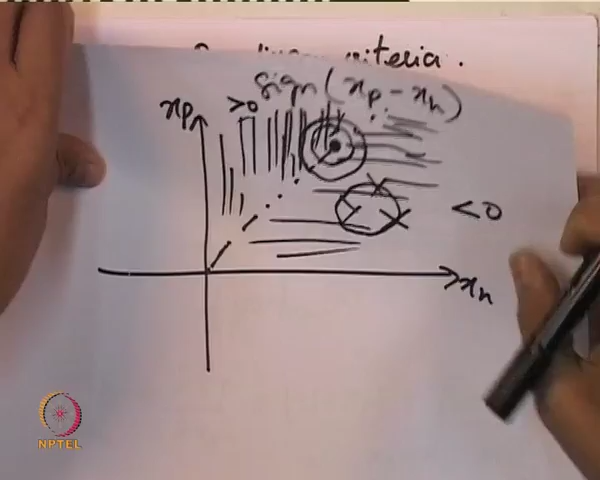 criteria.
sign (xp - xn)
xp
>0
<0
xn
NPTEL